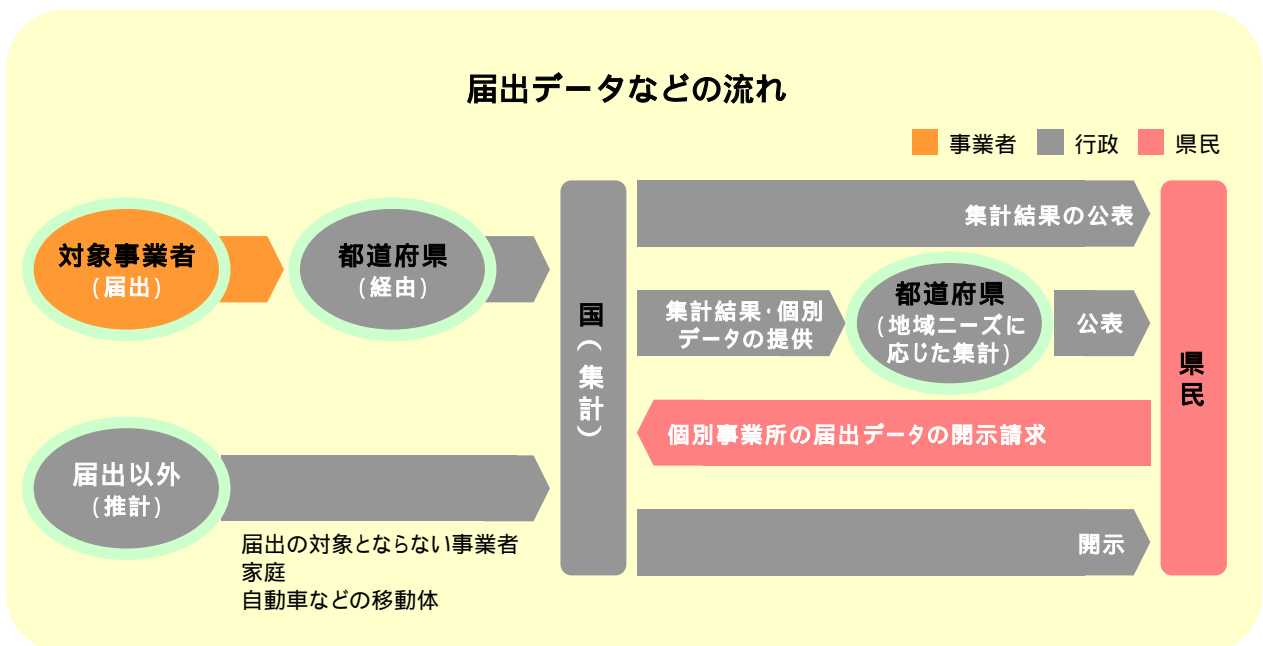 届出データなどの流れ
事業者
行政
県民
対象事業者
(届出)
都道府県
(経由)
届出以外
(推計)
届出の対象とならない事業者
家庭
自動車などの移動体
国(集計)
集計結果の公表
集計結果・個別
データの提供
都道府県
(地域ニーズに
応じた集計)
公表
個別事業所の届出データの開示請求
開示
県民